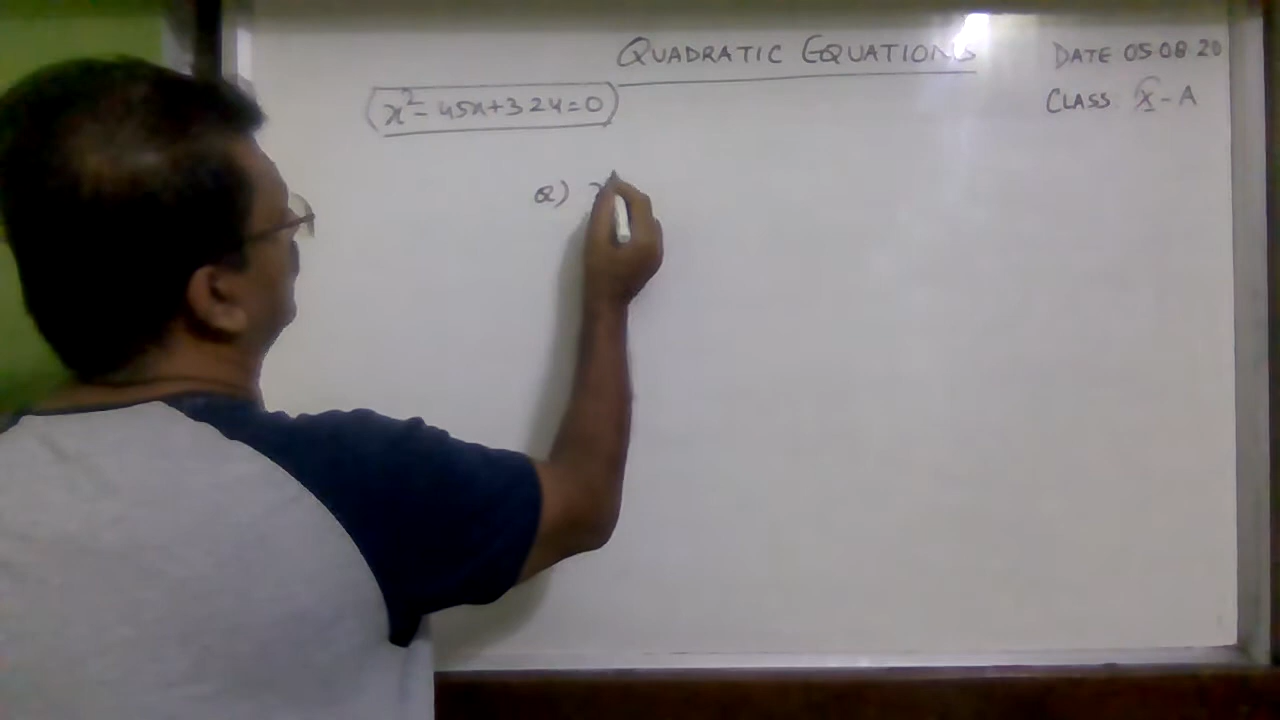 QUADRATIC EQUATIONS
DATE 05 08 20
CLASS X - A
x² - 45x + 324 = 0
Q) x